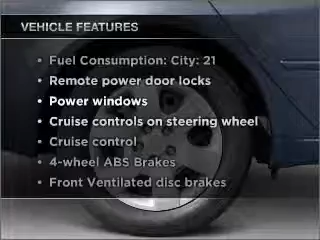 VEHICLE FEATURES
• Fuel Consumption: City: 21
• Remote power door locks
• Power windows
• Cruise controls on steering wheel
• Cruise control
• 4-wheel ABS Brakes
• Front Ventilated disc brakes